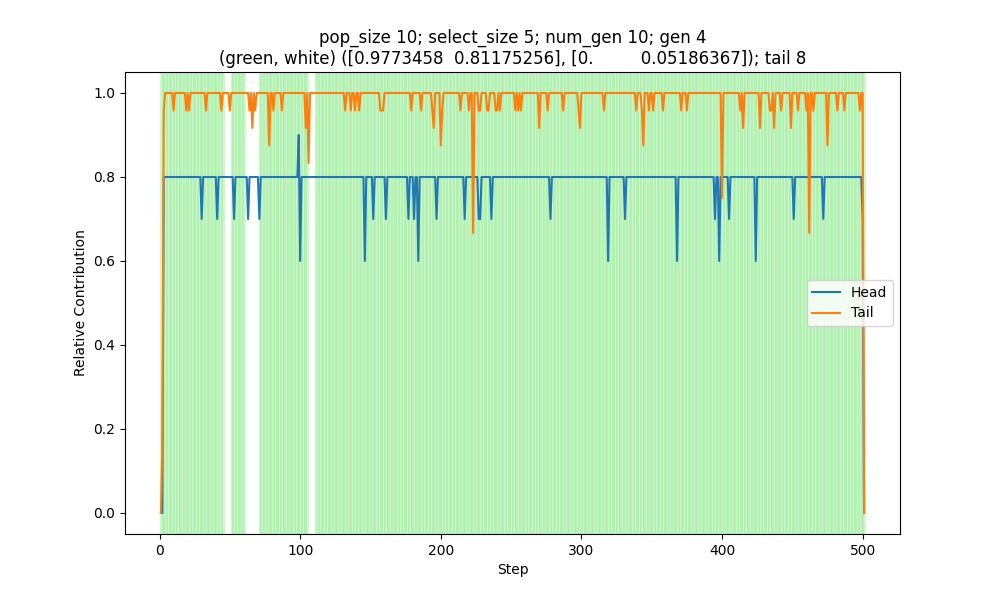 pop_size 10; select_size 5; num_gen 10; gen 4
(green, white) ([0.9773458  0.81175256], [0.         0.05186367]); tail 8
Relative Contribution
1.0
0.8
0.6
0.4
0.2
0.0
Head
Tail
0 100 200 300 400 500
Step